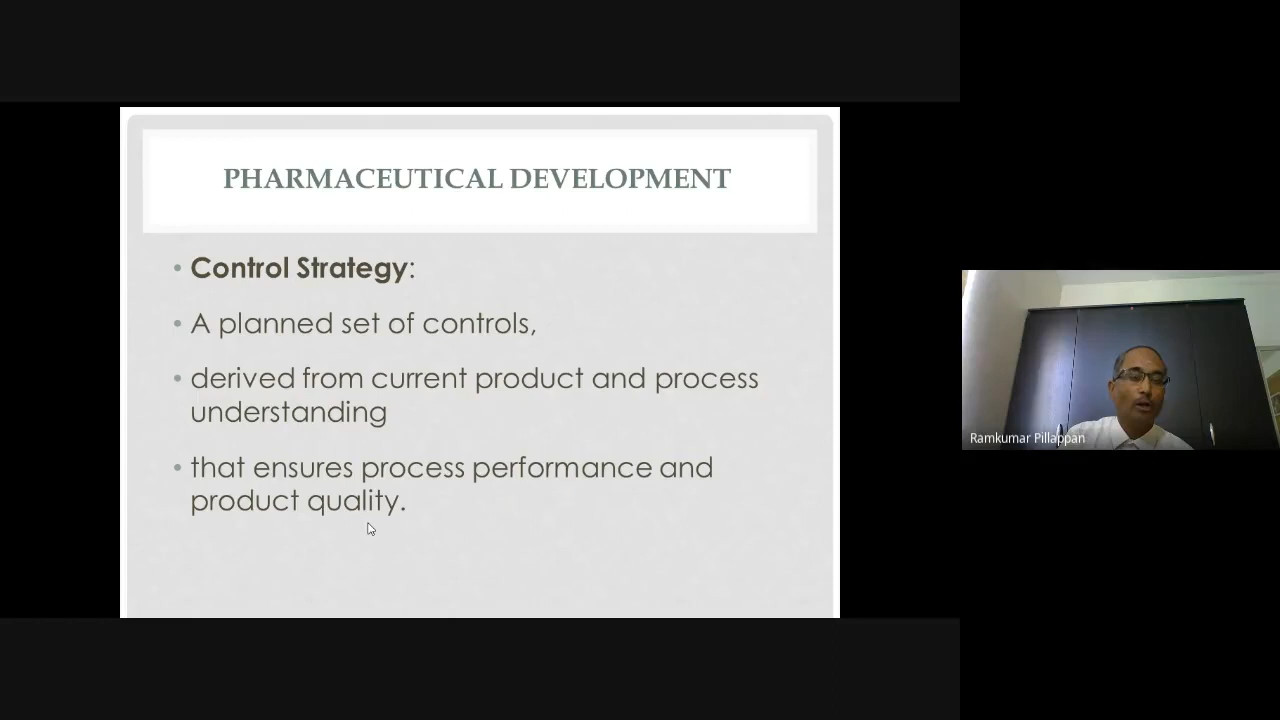 PHARMACEUTICAL DEVELOPMENT
• Control Strategy:
• A planned set of controls,
• derived from current product and process
understanding
• that ensures process performance and
product quality.
Ramkumar Pillappan